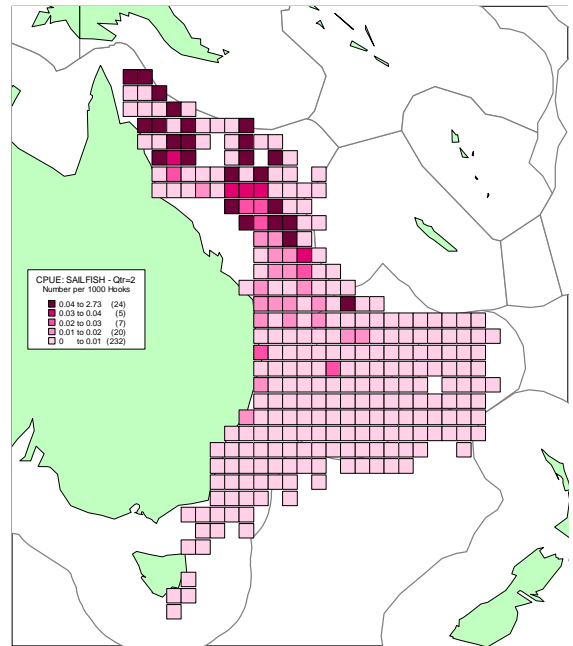 CPUE: SAILFISH - Qtr=2
Number per 1000 Hooks
0.04 to 2.73 (24)
0.03 to 0.04 (5)
0.02 to 0.03 (7)
0.01 to 0.02 (20)
0 to 0.01 (232)